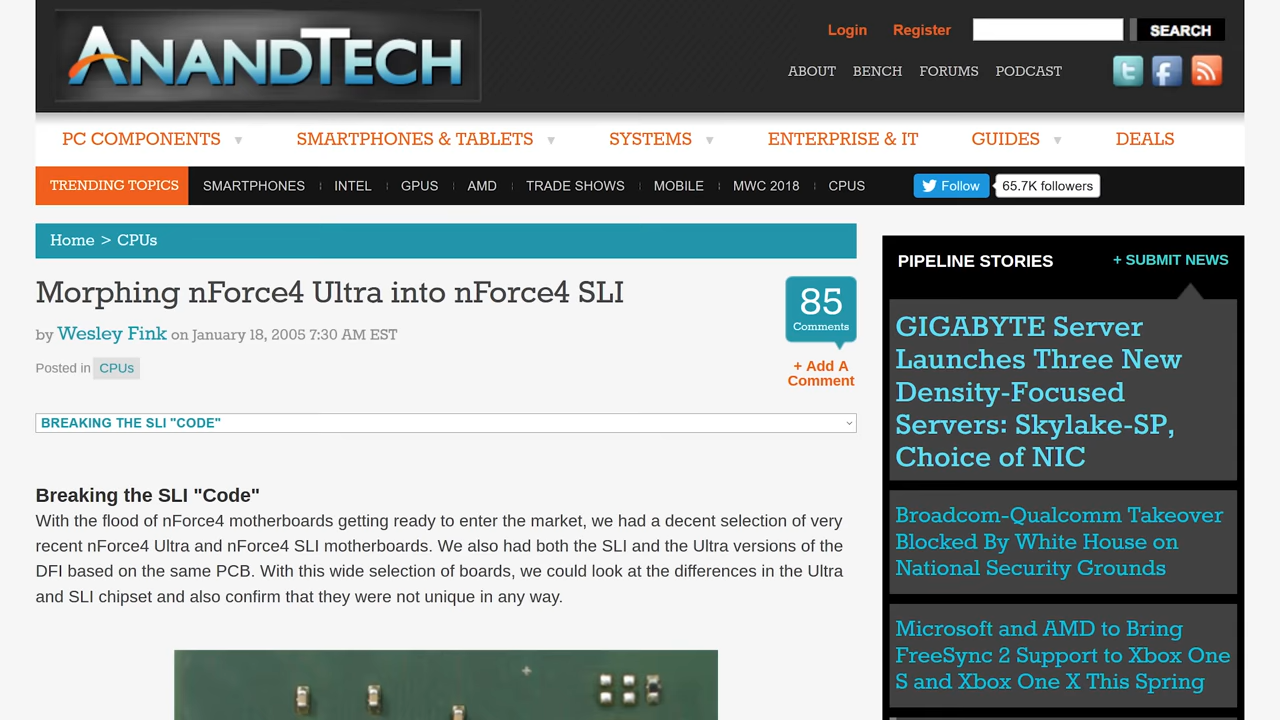 ANANDTECH
Login Register SEARCH
ABOUT BENCH FORUMS PODCAST
PC COMPONENTS SMARTPHONES & TABLETS SYSTEMS ENTERPRISE & IT GUIDES DEALS
TRENDING TOPICS SMARTPHONES INTEL GPUS AMD TRADE SHOWS MOBILE MWC 2018 CPUS Follow 65.7K followers
Home > CPUs
Morphing nForce4 Ultra into nForce4 SLI
by Wesley Fink on January 18, 2005 7:30 AM EST
Posted in CPUs
85
Comments
+ Add A
Comment
BREAKING THE SLI "CODE"
Breaking the SLI "Code"
With the flood of nForce4 motherboards getting ready to enter the market, we had a decent selection of very
recent nForce4 Ultra and nForce4 SLI motherboards. We also had both the SLI and the Ultra versions of the
DFI based on the same PCB. With this wide selection of boards, we could look at the differences in the Ultra
and SLI chipset and also confirm that they were not unique in any way.
PIPELINE STORIES + SUBMIT NEWS
GIGABYTE Server
Launches Three New
Density-Focused
Servers: Skylake-SP,
Choice of NIC
Broadcom-Qualcomm Takeover
Blocked By White House on
National Security Grounds
Microsoft and AMD to Bring
FreeSync 2 Support to Xbox One
S and Xbox One X This Spring